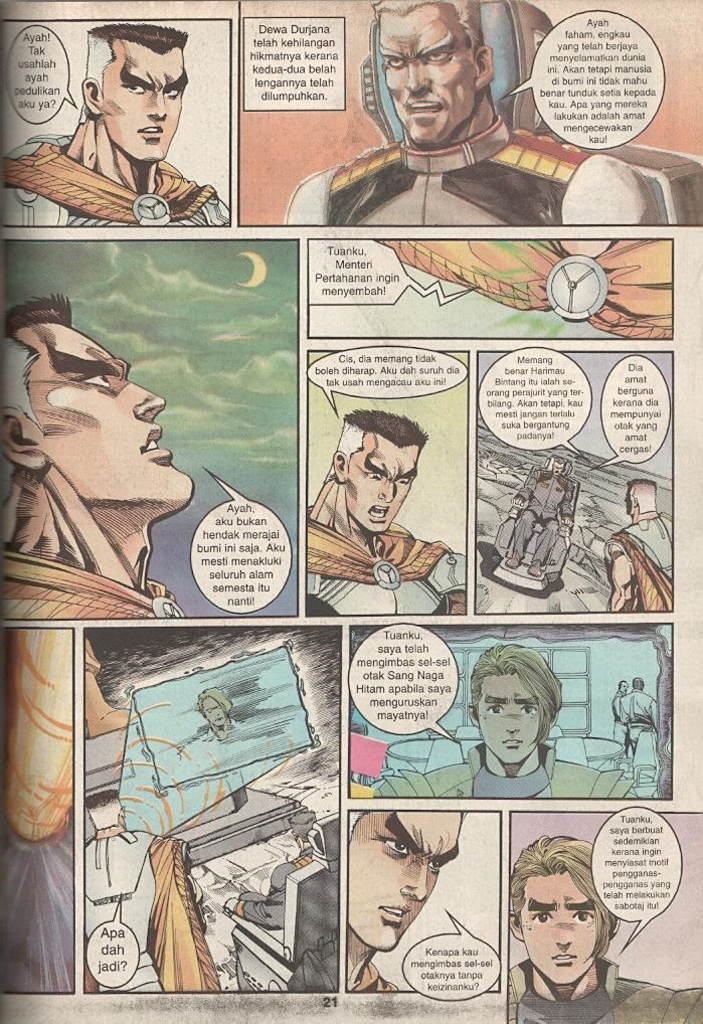 Ayah!
Tak
usahlah
ayah
pedulikan
aku ya?
Dewa Durjana
telah kehilangan
hikmatnya kerana
kedua-dua belah
lengannya telah
dilumpuhkan.
Ayah
faham, engkau
yang telah berjaya
menyelamatkan dunia
ini. Akan tetapi manusia
di bumi ini tidak mahu
benar tunduk setia kepada
kau. Apa yang mereka
lakukan adalah amat
mengecewakan
kau!
Ayah,
aku bukan
hendak merajai
bumi ini saja. Aku
mesti menakluki
seluruh alam
semesta itu
nanti!
Tuanku,
Menteri
Pertahanan ingin
menyembah!
Cis, dia memang tidak
boleh diharap. Aku dah suruh dia
tak usah mengacau aku ini!
Memang
benar Harimau
Bintang itu ialah se-
orang perajurit yang ter-
bilang. Akan tetapi, kau
mesti jangan terlalu
suka bergantung
padanya!
Dia
amat
berguna
kerana dia
mempunyai
otak yang
amat
cergas!
Apa
dah
jadi?
Tuanku,
saya telah
mengimbas sel-sel
otak Sang Naga
Hitam apabila saya
menguruskan
mayatnya!
Kenapa kau
mengimbas sel-sel
otaknya tanpa
keizinanku?
Tuanku,
saya berbuat
sedemikian
kerana ingin
menyiasat motif
pengganas-
pengganas yang
telah melakukan
sabotaj itu!
21